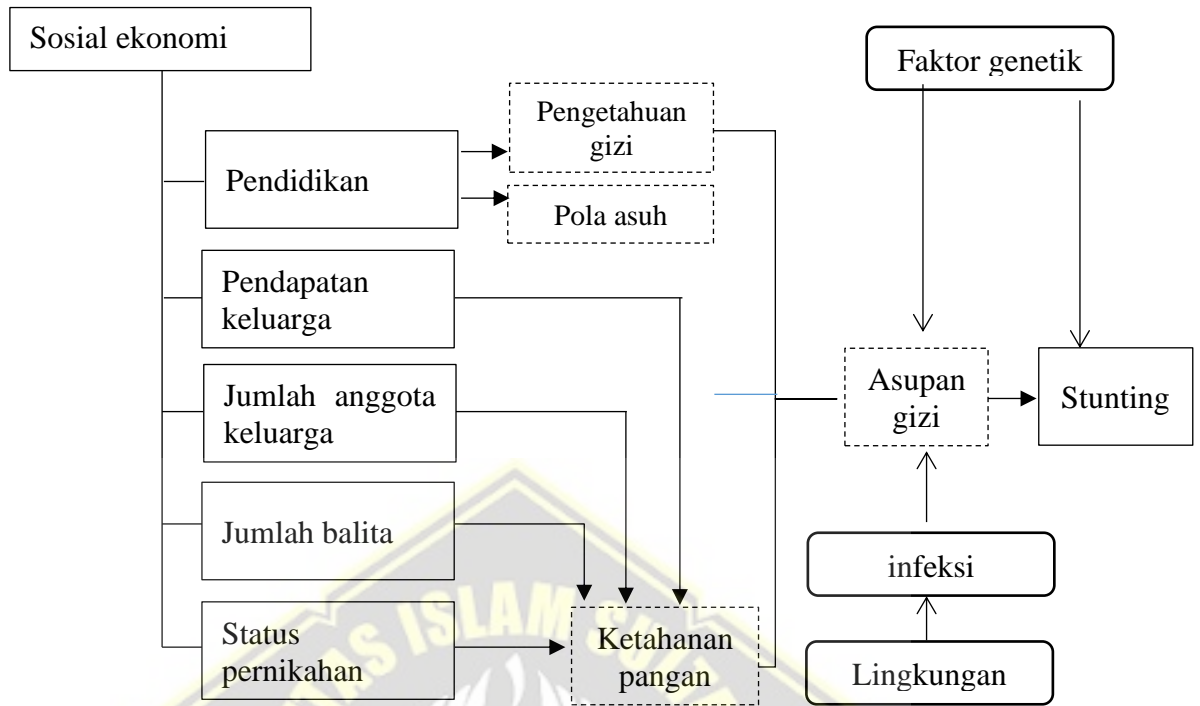 Sosial ekonomi
Faktor genetik
Pengetahuan
gizi
Pendidikan
Pola asuh
Pendapatan
keluarga
Jumlah anggota
keluarga
Asupan
gizi
Stunting
Jumlah balita
infeksi
Status
pernikahan
Ketahanan
pangan
Lingkungan
ISLAM